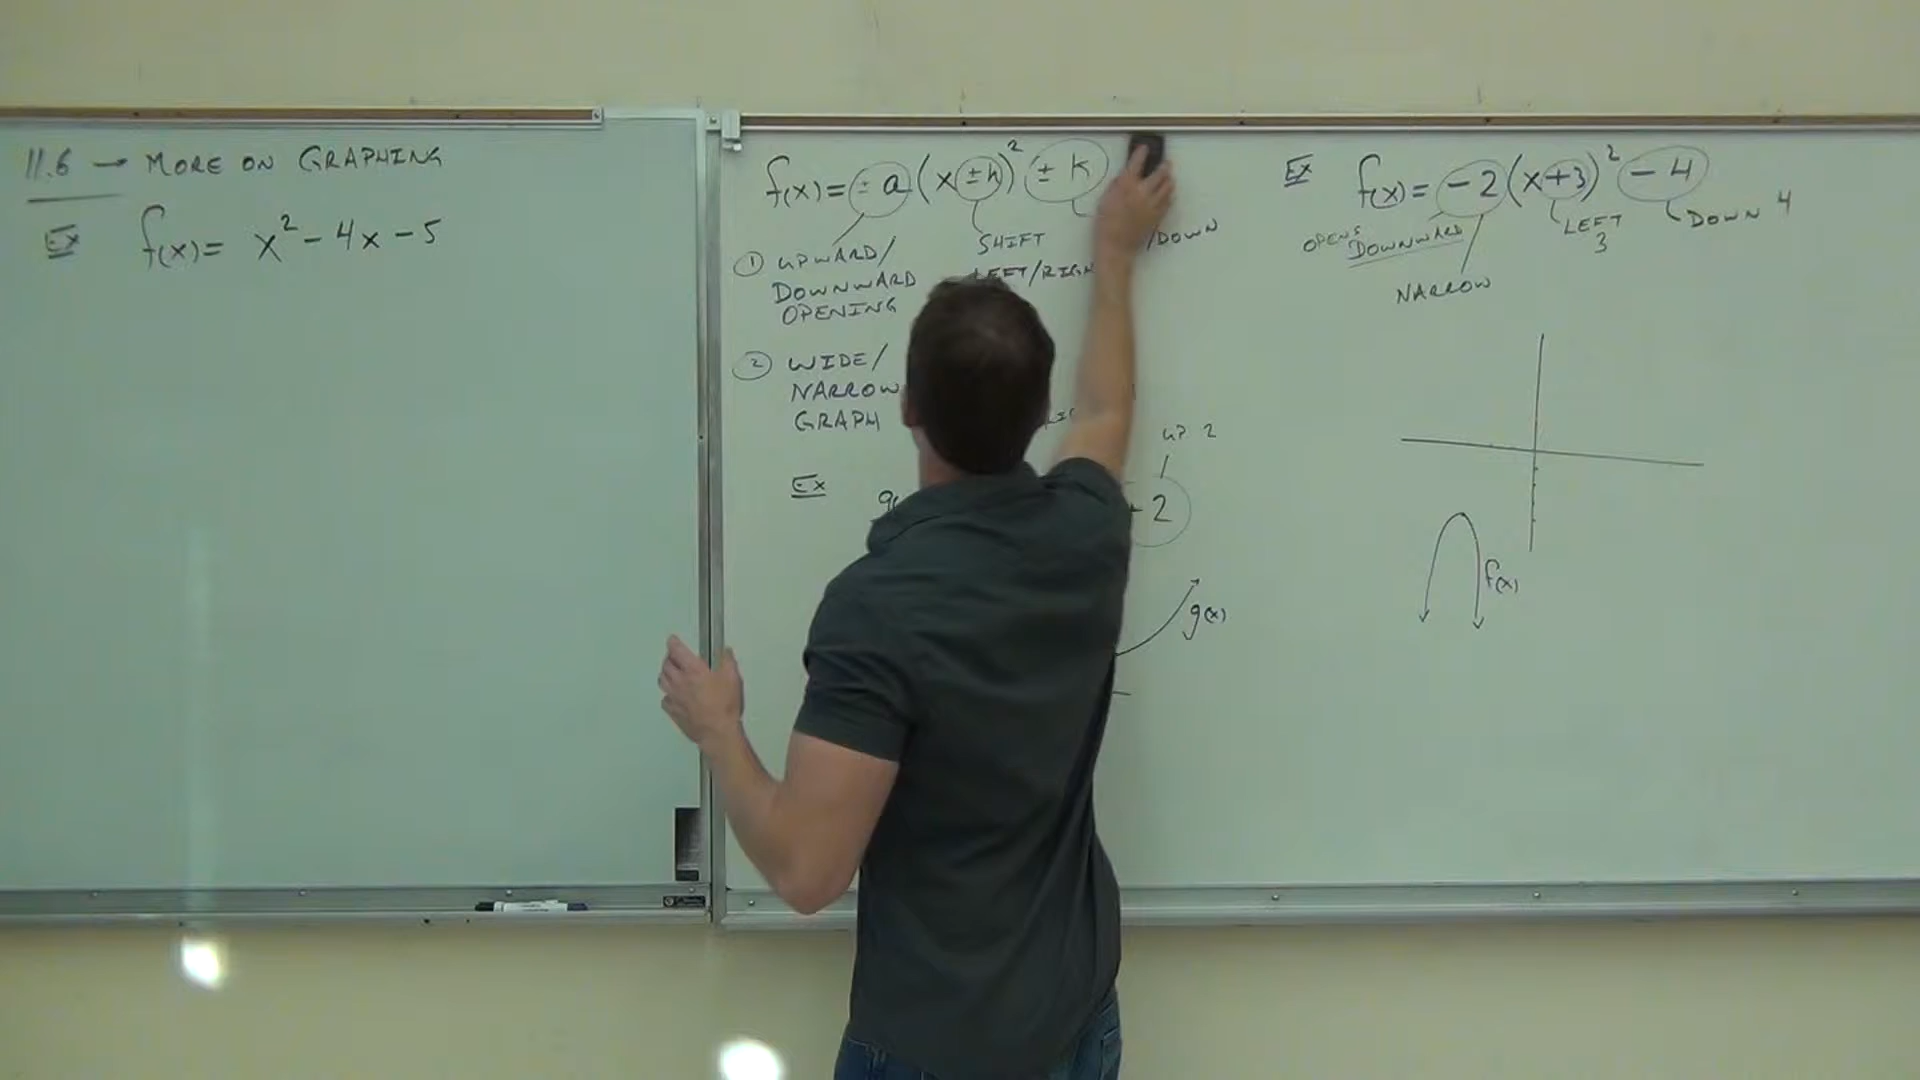 11.6 → MORE ON GRAPHING
Ex f(x) = x² - 4x - 5
f(x) = ± a (x ± h)² ± k
① UPWARD/
DOWNWARD
OPENING
SHIFT
LEFT/
/DOWN
② WIDE/
NARROW
GRAPH
UP 2
Ex
2
g(x)
Ex f(x) = -2 (x+3)² - 4
OPENS
DOWNWARD
LEFT
3
DOWN 4
NARROW
f(x)